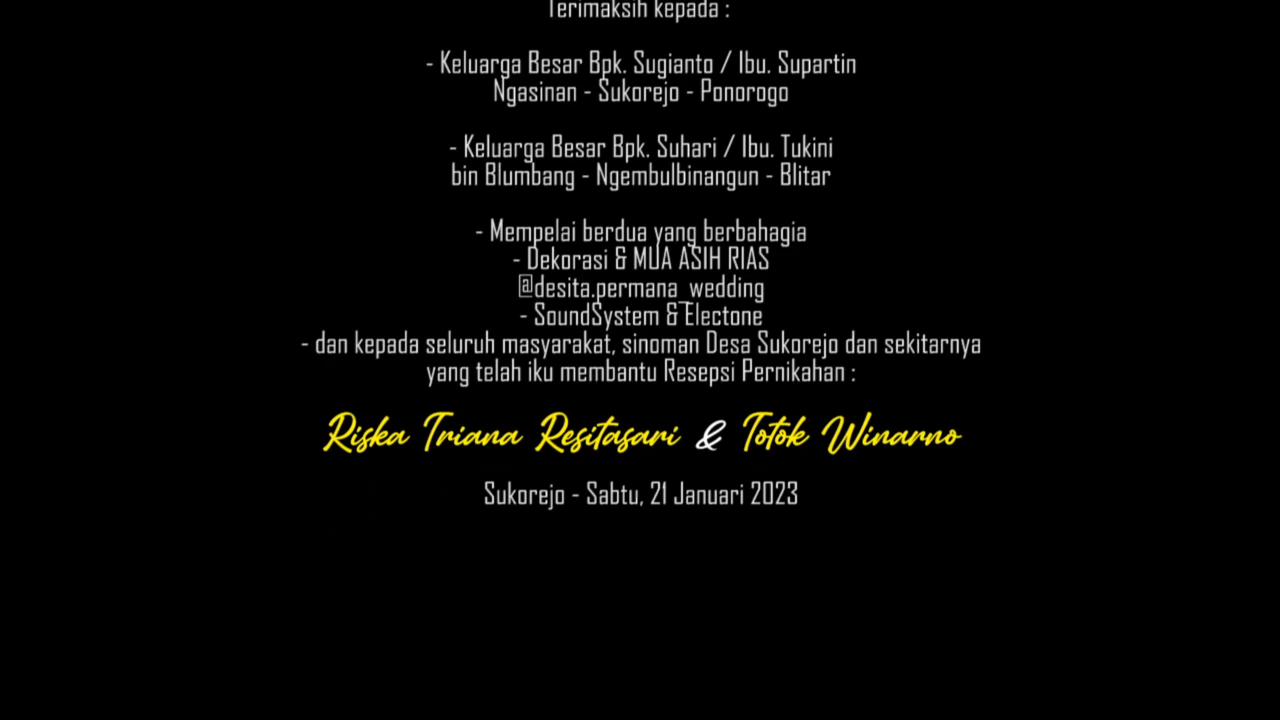 Terimaksih kepada :
- Keluarga Besar Bpk. Sugianto / Ibu. Supartin
Ngasinan - Sukorejo - Ponorogo
- Keluarga Besar Bpk. Suhari / Ibu. Tukini
bin Blumbang - Ngembulbinangun - Blitar
- Mempelai berdua yang berbahagia
- Dekorasi & MUA ASIH RIAS
@desita.permana_wedding
- SoundSystem & Electone
- dan kepada seluruh masyarakat, sinoman Desa Sukorejo dan sekitarnya
yang telah iku membantu Resepsi Pernikahan :
Riska Triana Resitasari & Totok Winarno
Sukorejo - Sabtu, 21 Januari 2023